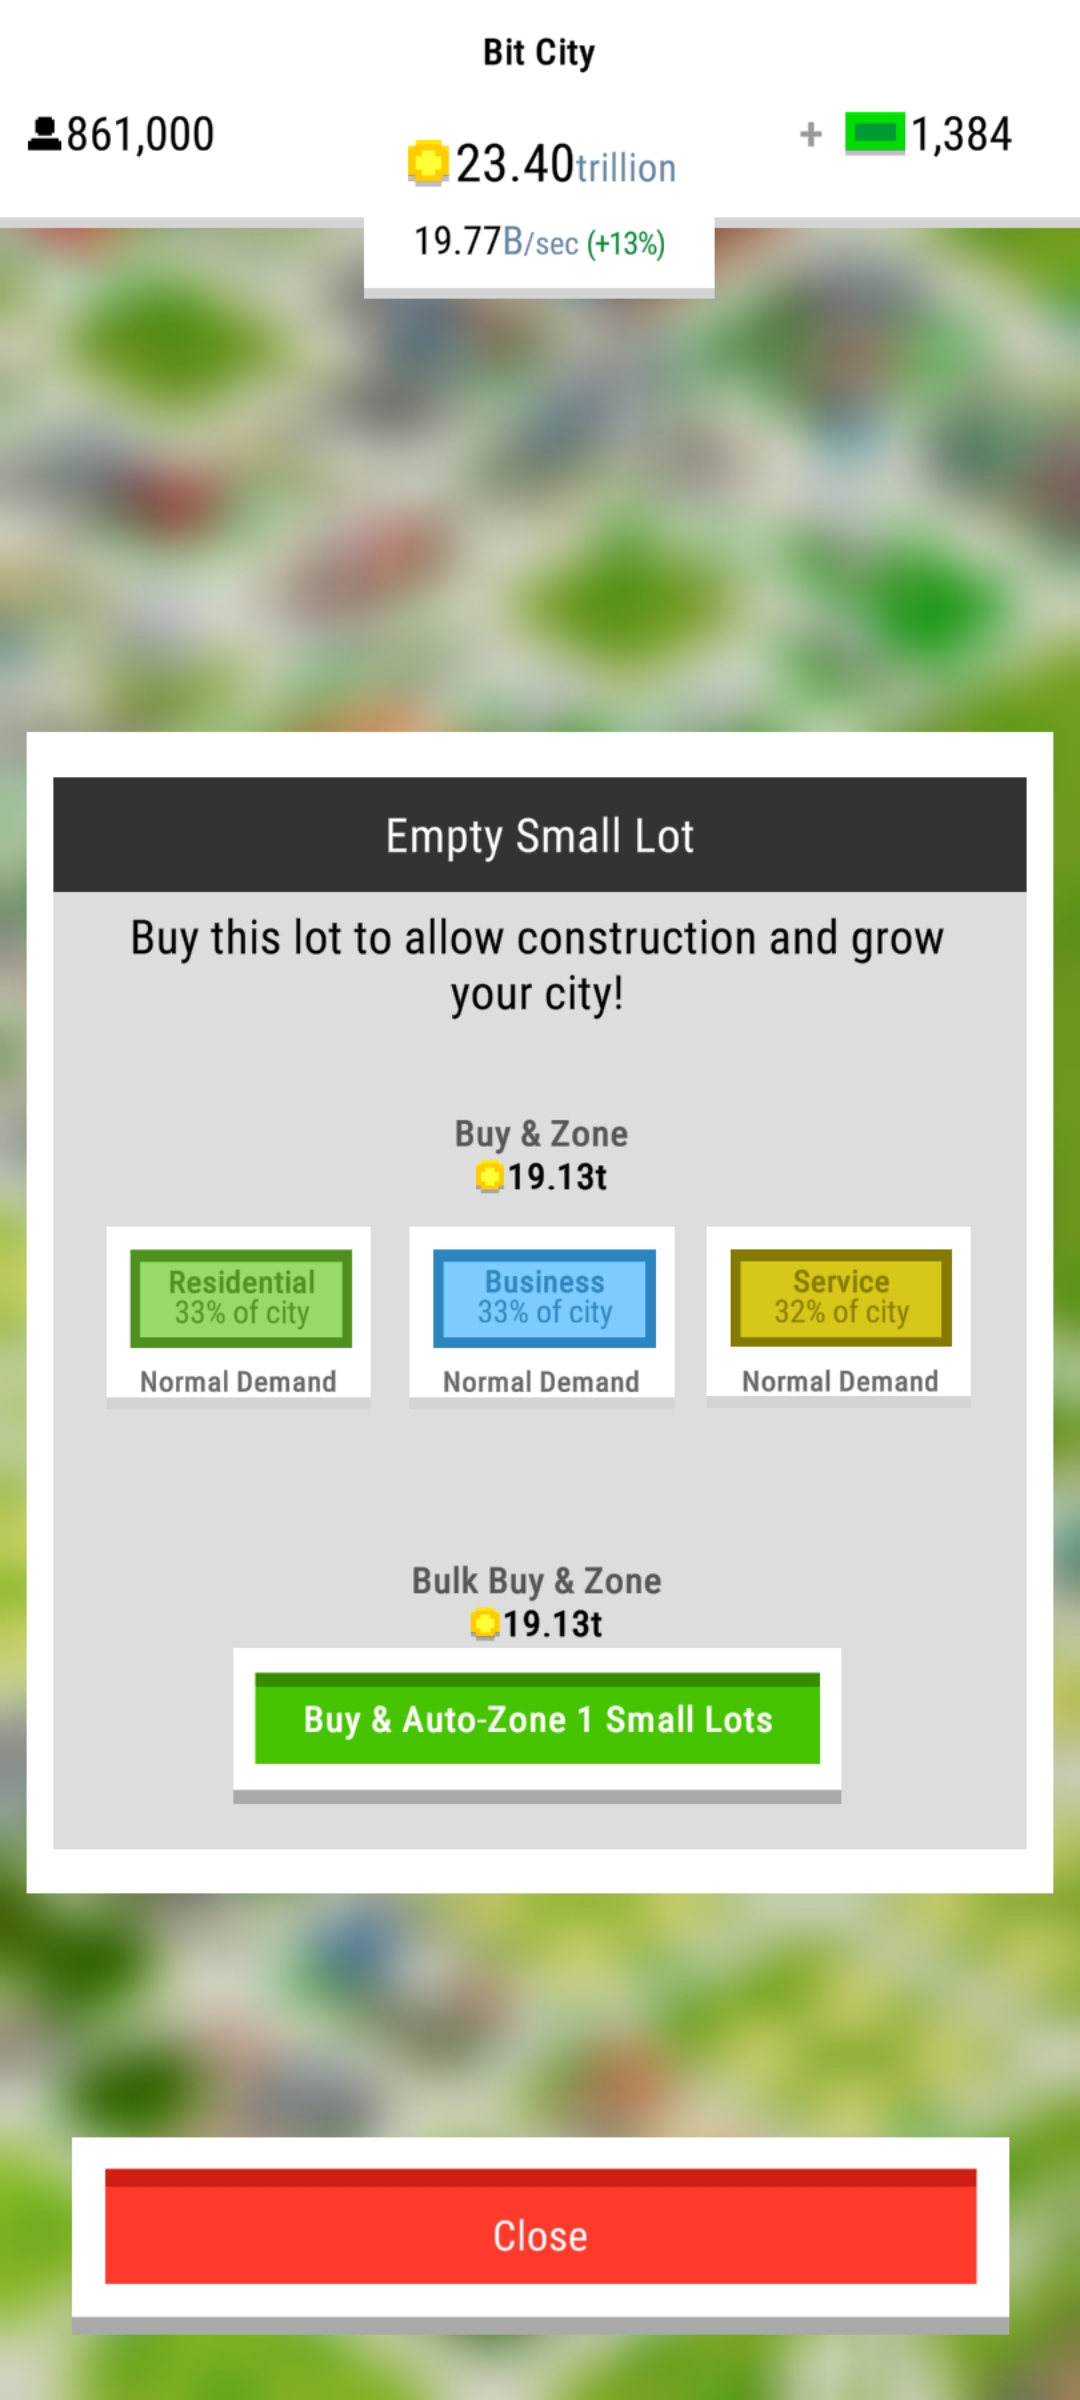 Bit City
861,000
23.40trillion
+ 1,384
19.77B/sec (+13%)
Empty Small Lot
Buy this lot to allow construction and grow
your city!
Buy & Zone
19.13t
Residential
33% of city
Normal Demand
Business
33% of city
Normal Demand
Service
32% of city
Normal Demand
Bulk Buy & Zone
19.13t
Buy & Auto-Zone 1 Small Lots
Close